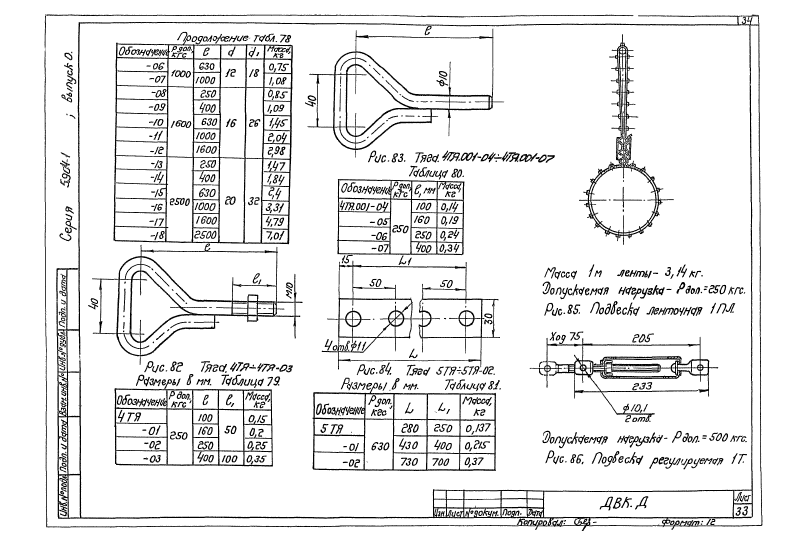 34
Серия 5.904-1 ; выпуск 0.
Продолжение табл. 78
Обозначение Р доп. кгс ℓ d d₁ Масса, кг
-06 1000 630 12 18 0,75
-07 1000 1,08
-08 1600 250 16 26 0,85
-09 400 1,09
-10 630 1,45
-11 1000 2,04
-12 1600 2,98
-13 2500 250 20 32 1,47
-14 400 1,84
-15 630 2,4
-16 1000 3,31
-17 1600 4,79
-18 2500 7,01
ℓ
ℓ₁
40
М10
Рис. 82 Тяга 4ТЯ÷4ТЯ-03
Размеры в мм. Таблица 79.
Обозначение Р доп. кгс ℓ ℓ₁ Масса, кг
4ТЯ 250 100 50 0,15
-01 160 0,2
-02 250 0,25
-03 400 100 0,35
ℓ
40
ф10
Рис. 83. Тяга 4ТЯ.001-04÷4ТЯ.001-07
Таблица 80.
Обозначение Р доп. кгс ℓ, мм Масса, кг
4ТЯ.001-04 250 100 0,14
-05 160 0,19
-06 250 0,24
-07 400 0,34
15 L1
50 50
30
4 отв. ф11
L
Рис. 84. Тяга 5ТЯ÷5ТЯ-02.
Размеры в мм. Таблица 81.
Обозначение Р доп., кгс L L₁ Масса, кг
5ТЯ 630 280 250 0,137
-01 430 400 0,215
-02 730 700 0,37
Масса 1м ленты - 3,14 кг.
Допускаемая нагрузка - Р доп. = 250 кгс.
Рис. 85. Подвеска ленточная 1ПЛ.
Ход 75 205
233
ф10,1
2 отв.
Допускаемая нагрузка - Р доп. = 500 кгс.
Рис. 86. Подвеска регулируемая 1Т.
Инв. № подл. Подп. и дата Взам. инв. № Инв. № дубл. Подп. и дата
Изм Лист № докум. Подп. Дата
ДВК.Д
Лист
33
Копировал: Формат: 12